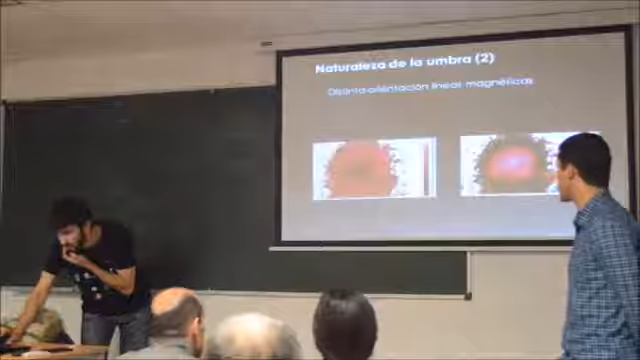 Naturaleza de la umbra (2)
Distinta orientación líneas magnéticas